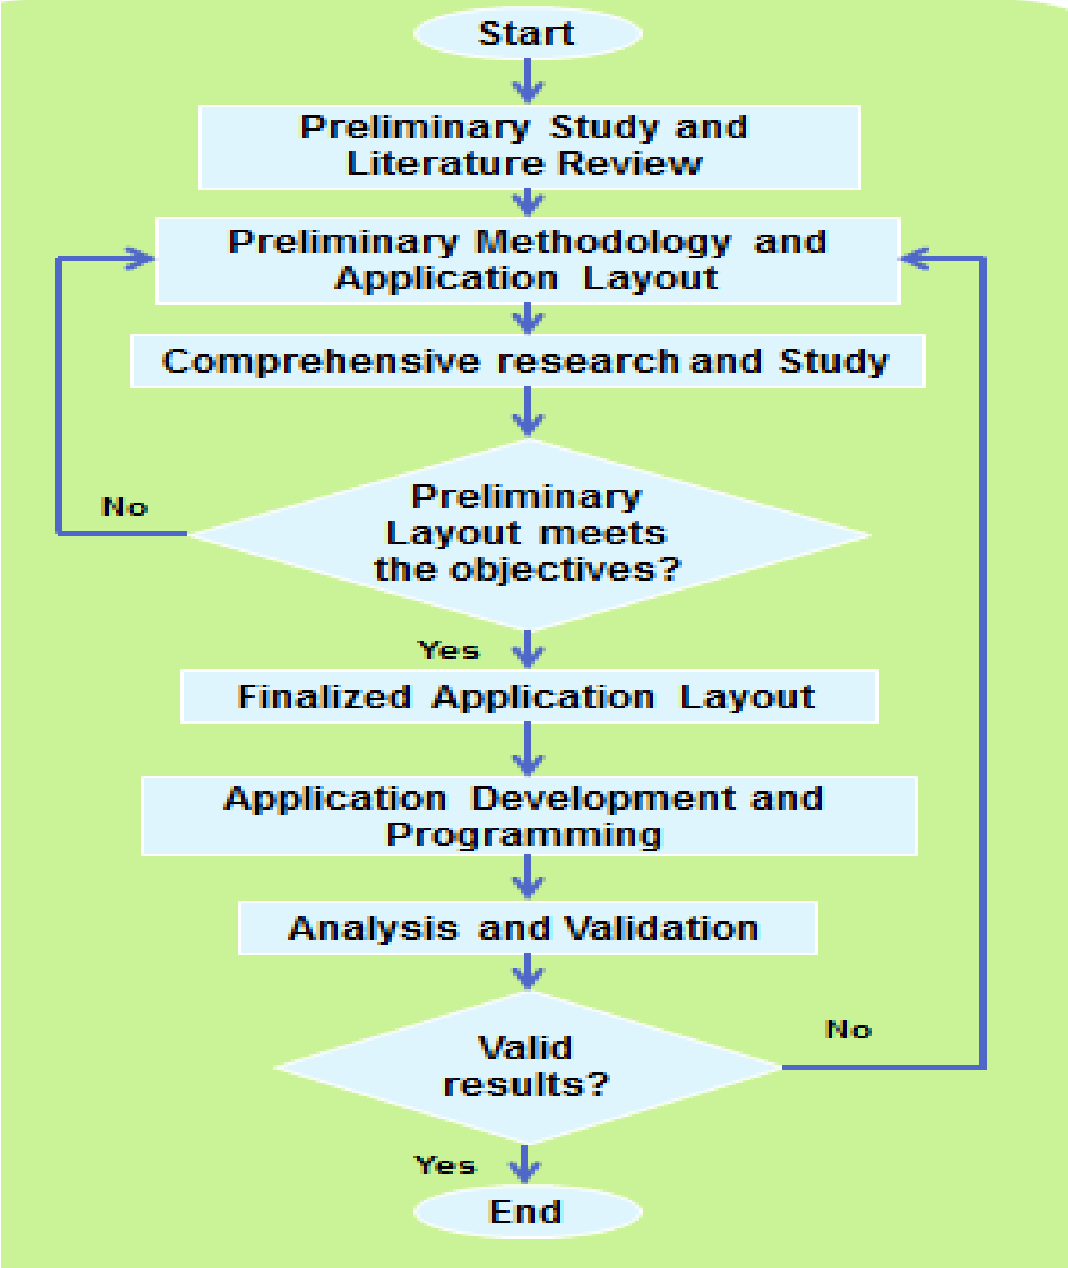 Start
Preliminary Study and
Literature Review
Preliminary Methodology and
Application Layout
Comprehensive research and Study
Preliminary
Layout meets
the objectives?
No
Yes
Finalized Application Layout
Application Development and
Programming
Analysis and Validation
Valid
results?
No
Yes
End